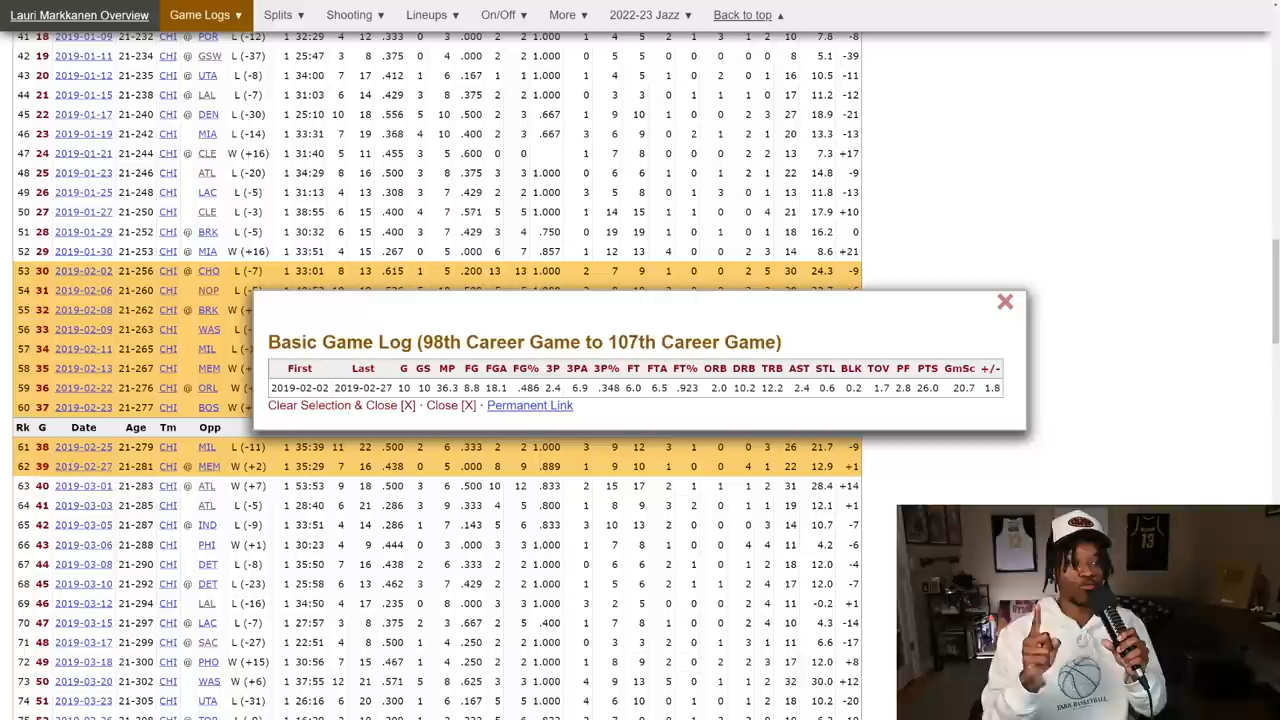 Lauri Markkanen Overview Game Logs ▼ Splits ▼ Shooting ▼ Lineups ▼ On/Off ▼ More ▼ 2022-23 Jazz ▼ Back to top ▲
41 18 2019-01-09 21-232 CHI @ POR L (-12) 1 32:29 4 12 .333 0 3 .000 2 2 1.000 1 4 5 2 1 3 1 2 10 7.8 -8
42 19 2019-01-11 21-234 CHI @ GSW L (-37) 1 25:47 3 8 .375 0 4 .000 2 2 1.000 0 5 5 0 0 0 0 0 8 5.1 -39
43 20 2019-01-12 21-235 CHI @ UTA L (-8) 1 34:00 7 17 .412 1 6 .167 1 1 1.000 1 4 5 1 0 2 0 1 16 10.5 -11
44 21 2019-01-15 21-238 CHI @ LAL L (-7) 1 31:03 6 14 .429 3 8 .375 2 2 1.000 0 3 3 0 1 1 1 0 17 11.2 -12
45 22 2019-01-17 21-240 CHI @ DEN L (-30) 1 25:10 10 18 .556 5 10 .500 2 3 .667 1 9 10 1 0 0 2 3 27 18.9 -21
46 23 2019-01-19 21-242 CHI MIA L (-14) 1 33:31 7 19 .368 4 10 .400 2 3 .667 3 6 9 0 2 1 2 1 20 13.3 -13
47 24 2019-01-21 21-244 CHI @ CLE W (+16) 1 31:40 5 11 .455 3 5 .600 0 0 1 7 8 0 0 0 2 2 13 7.3 +17
48 25 2019-01-23 21-246 CHI ATL L (-20) 1 34:29 8 16 .500 3 8 .375 3 3 1.000 0 6 6 1 0 0 2 1 22 14.8 -9
49 26 2019-01-25 21-248 CHI LAC L (-5) 1 31:13 4 13 .308 3 7 .429 2 2 1.000 3 5 8 1 0 3 0 1 13 11.8 -13
50 27 2019-01-27 21-250 CHI CLE L (-3) 1 38:55 6 15 .400 4 7 .571 5 5 1.000 1 14 15 1 1 0 0 4 21 17.9 +10
51 28 2019-01-29 21-252 CHI @ BRK L (-5) 1 30:32 6 15 .400 3 7 .429 3 4 .750 0 19 19 1 0 1 0 1 18 16.2 0
52 29 2019-01-30 21-253 CHI @ MIA W (+16) 1 33:51 4 15 .267 0 5 .000 6 7 .857 1 12 13 4 0 0 2 3 14 8.6 +21
53 30 2019-02-02 21-256 CHI @ CHO L (-7) 1 33:01 8 13 .615 1 5 .200 13 13 1.000 2 7 9 1 0 0 2 5 30 24.3 -9
54 31 2019-02-06 21-260 CHI NOP
55 32 2019-02-08 21-262 CHI @ BRK W
56 33 2019-02-09 21-263 CHI WAS L
57 34 2019-02-11 21-265 CHI MIL L
58 35 2019-02-13 21-267 CHI MEM W
59 36 2019-02-22 21-276 CHI @ ORL W
60 37 2019-02-23 21-277 CHI BOS W
Basic Game Log (98th Career Game to 107th Career Game)
First Last G GS MP FG FGA FG% 3P 3PA 3P% FT FTA FT% ORB DRB TRB AST STL BLK TOV PF PTS GmSc +/-
2019-02-02 2019-02-27 10 10 36.3 8.8 18.1 .486 2.4 6.9 .348 6.0 6.5 .923 2.0 10.2 12.2 2.4 0.6 0.2 1.7 2.8 26.0 20.7 1.8
Clear Selection & Close [X] · Close [X] · Permanent Link
Rk G Date Age Tm Opp
61 38 2019-02-25 21-279 CHI MIL L (-11) 1 35:39 11 22 .500 2 6 .333 2 2 1.000 3 9 12 3 1 0 3 3 26 21.7 -9
62 39 2019-02-27 21-281 CHI @ MEM W (+2) 1 35:29 7 16 .438 0 5 .000 8 9 .889 1 9 10 1 0 0 4 1 22 12.9 +1
63 40 2019-03-01 21-283 CHI @ ATL W (+7) 1 53:53 9 18 .500 3 6 .500 10 12 .833 2 15 17 2 1 1 0 2 31 28.4 +14
64 41 2019-03-03 21-285 CHI ATL L (-5) 1 28:40 6 21 .286 3 9 .333 4 5 .800 1 8 9 3 2 0 1 1 19 12.1 +1
65 42 2019-03-05 21-287 CHI @ IND L (-9) 1 33:51 4 14 .286 1 7 .143 5 6 .833 3 10 13 2 0 0 0 3 14 10.7 -7
66 43 2019-03-06 21-288 CHI PHI W (+1) 1 30:23 4 9 .444 0 3 .000 3 3 1.000 1 7 8 1 0 0 4 4 11 4.2 -6
67 44 2019-03-08 21-290 CHI DET L (-8) 1 35:50 7 16 .438 2 6 .333 2 2 1.000 0 6 6 2 1 0 1 2 18 12.0 -4
68 45 2019-03-10 21-292 CHI @ DET L (-23) 1 25:58 6 13 .462 3 7 .429 2 2 1.000 1 5 6 1 1 0 2 4 17 12.0 -7
69 46 2019-03-12 21-294 CHI LAL L (-16) 1 34:50 4 17 .235 0 8 .000 3 3 1.000 3 2 5 0 0 0 2 4 11 -0.2 +1
70 47 2019-03-15 21-297 CHI @ LAC L (-7) 1 27:57 3 8 .375 2 3 .667 2 5 .400 1 7 8 0 1 0 2 4 10 4.3 -14
71 48 2019-03-17 21-299 CHI @ SAC L (-27) 1 22:51 4 8 .500 1 4 .250 2 2 1.000 0 3 3 0 0 1 2 2 11 6.6 -17
72 49 2019-03-18 21-300 CHI @ PHO W (+15) 1 30:56 7 15 .467 1 4 .250 2 2 1.000 1 8 9 2 0 0 2 3 17 12.0 +8
73 50 2019-03-20 21-302 CHI WAS W (+6) 1 37:55 12 21 .571 5 8 .625 3 3 1.000 4 9 13 5 0 0 1 2 32 30.0 +12
74 51 2019-03-23 21-305 CHI UTA L (-31) 1 26:16 6 20 .300 1 6 .167 5 5 1.000 4 6 10 0 0 0 1 2 18 10.2 -20
ENJOY BASKETBALL
13